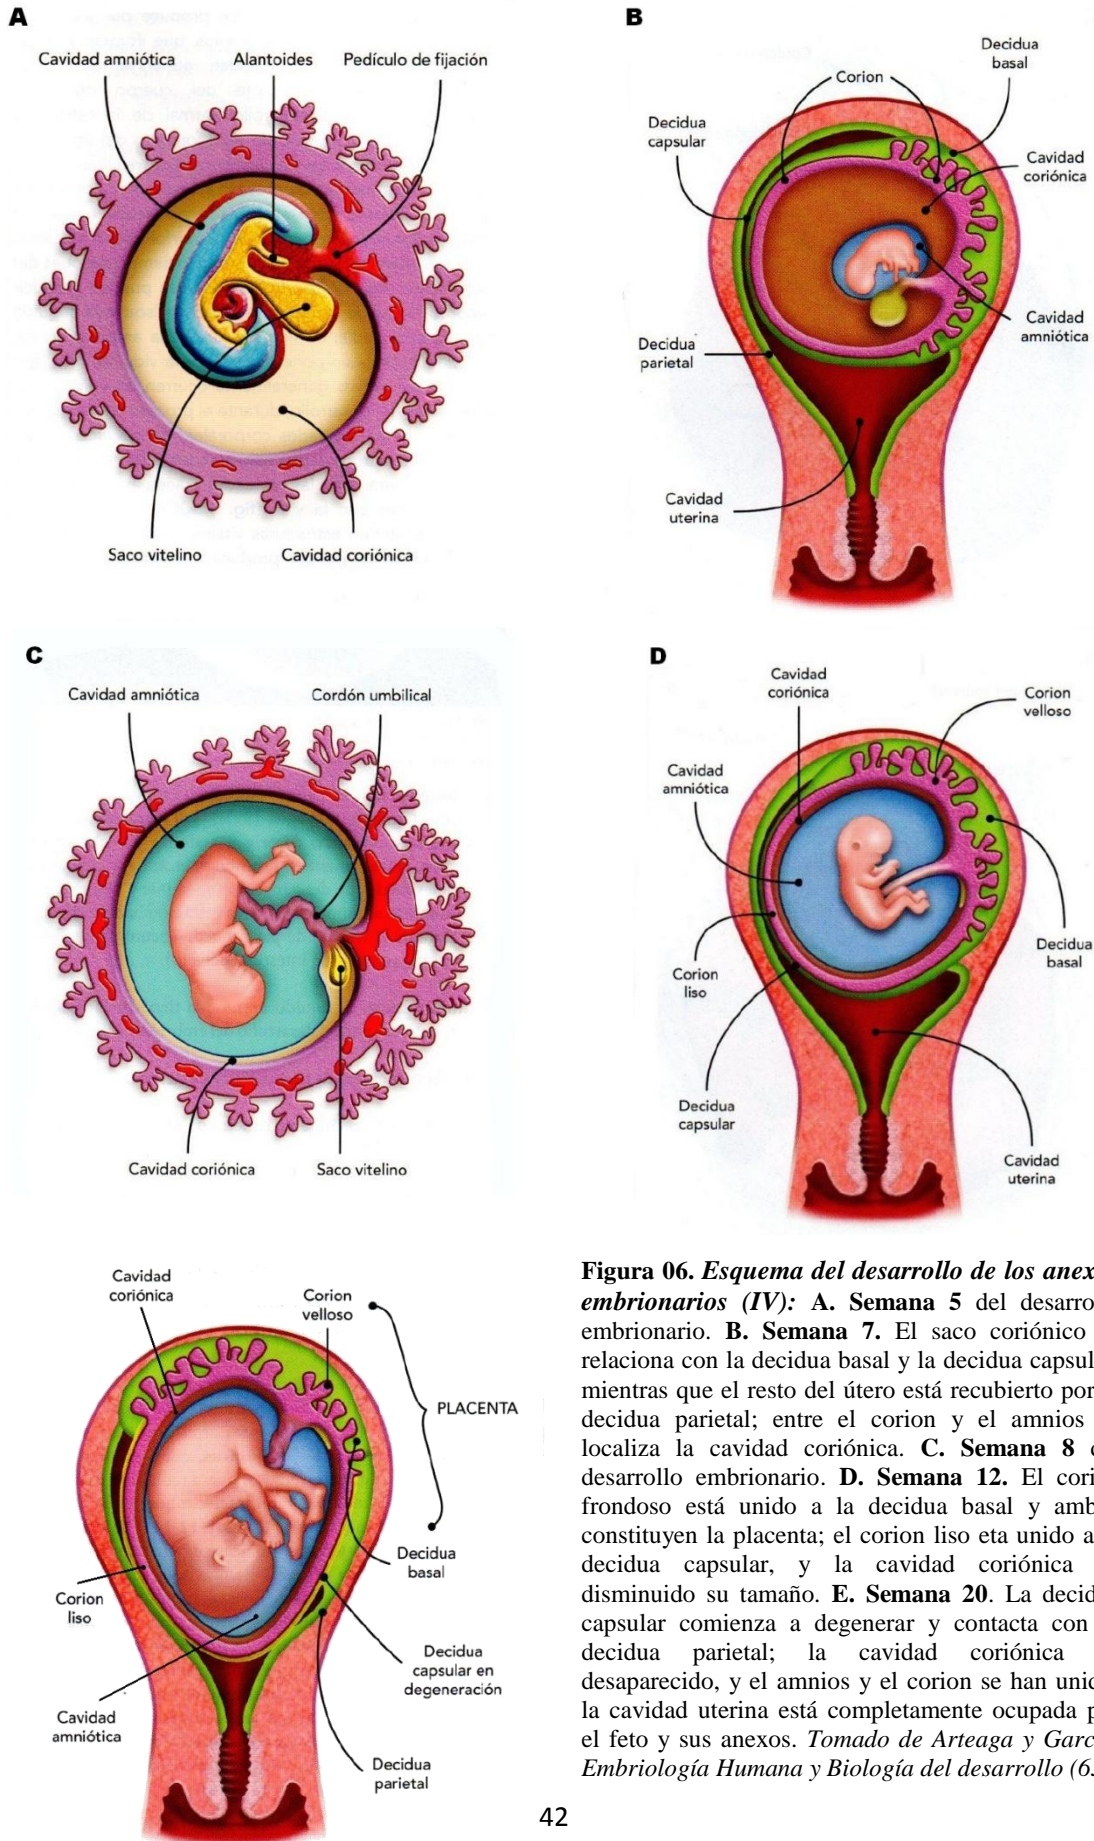 A
Cavidad amniótica
Alantoides
Pedículo de fijación
Saco vitelino
Cavidad coriónica
B
Decidua
basal
Corion
Decidua
capsular
Cavidad
coriónica
Cavidad
amniótica
Decidua
parietal
Cavidad
uterina
C
Cavidad amniótica
Cordón umbilical
Cavidad coriónica
Saco vitelino
D
Cavidad
coriónica
Corion
velloso
Cavidad
amniótica
Corion
liso
Decidua
basal
Decidua
capsular
Cavidad
uterina
Cavidad
coriónica
Corion
velloso
PLACENTA
Decidua
basal
Corion
liso
Decidua
capsular en
degeneración
Cavidad
amniótica
Decidua
parietal
Figura 06. Esquema del desarrollo de los anex
embrionarios (IV): A. Semana 5 del desarro
embrionario. B. Semana 7. El saco coriónico
relaciona con la decidua basal y la decidua capsul
mientras que el resto del útero está recubierto por
decidua parietal; entre el corion y el amnios
localiza la cavidad coriónica. C. Semana 8
desarrollo embrionario. D. Semana 12. El cori
frondoso está unido a la decidua basal y amb
constituyen la placenta; el corion liso eta unido a
decidua capsular, y la cavidad coriónica
disminuido su tamaño. E. Semana 20. La decid
capsular comienza a degenerar y contacta con
decidua parietal; la cavidad coriónica
desaparecido, y el amnios y el corion se han unid
la cavidad uterina está completamente ocupada p
el feto y sus anexos. Tomado de Arteaga y Garc
Embriología Humana y Biología del desarrollo (6
42